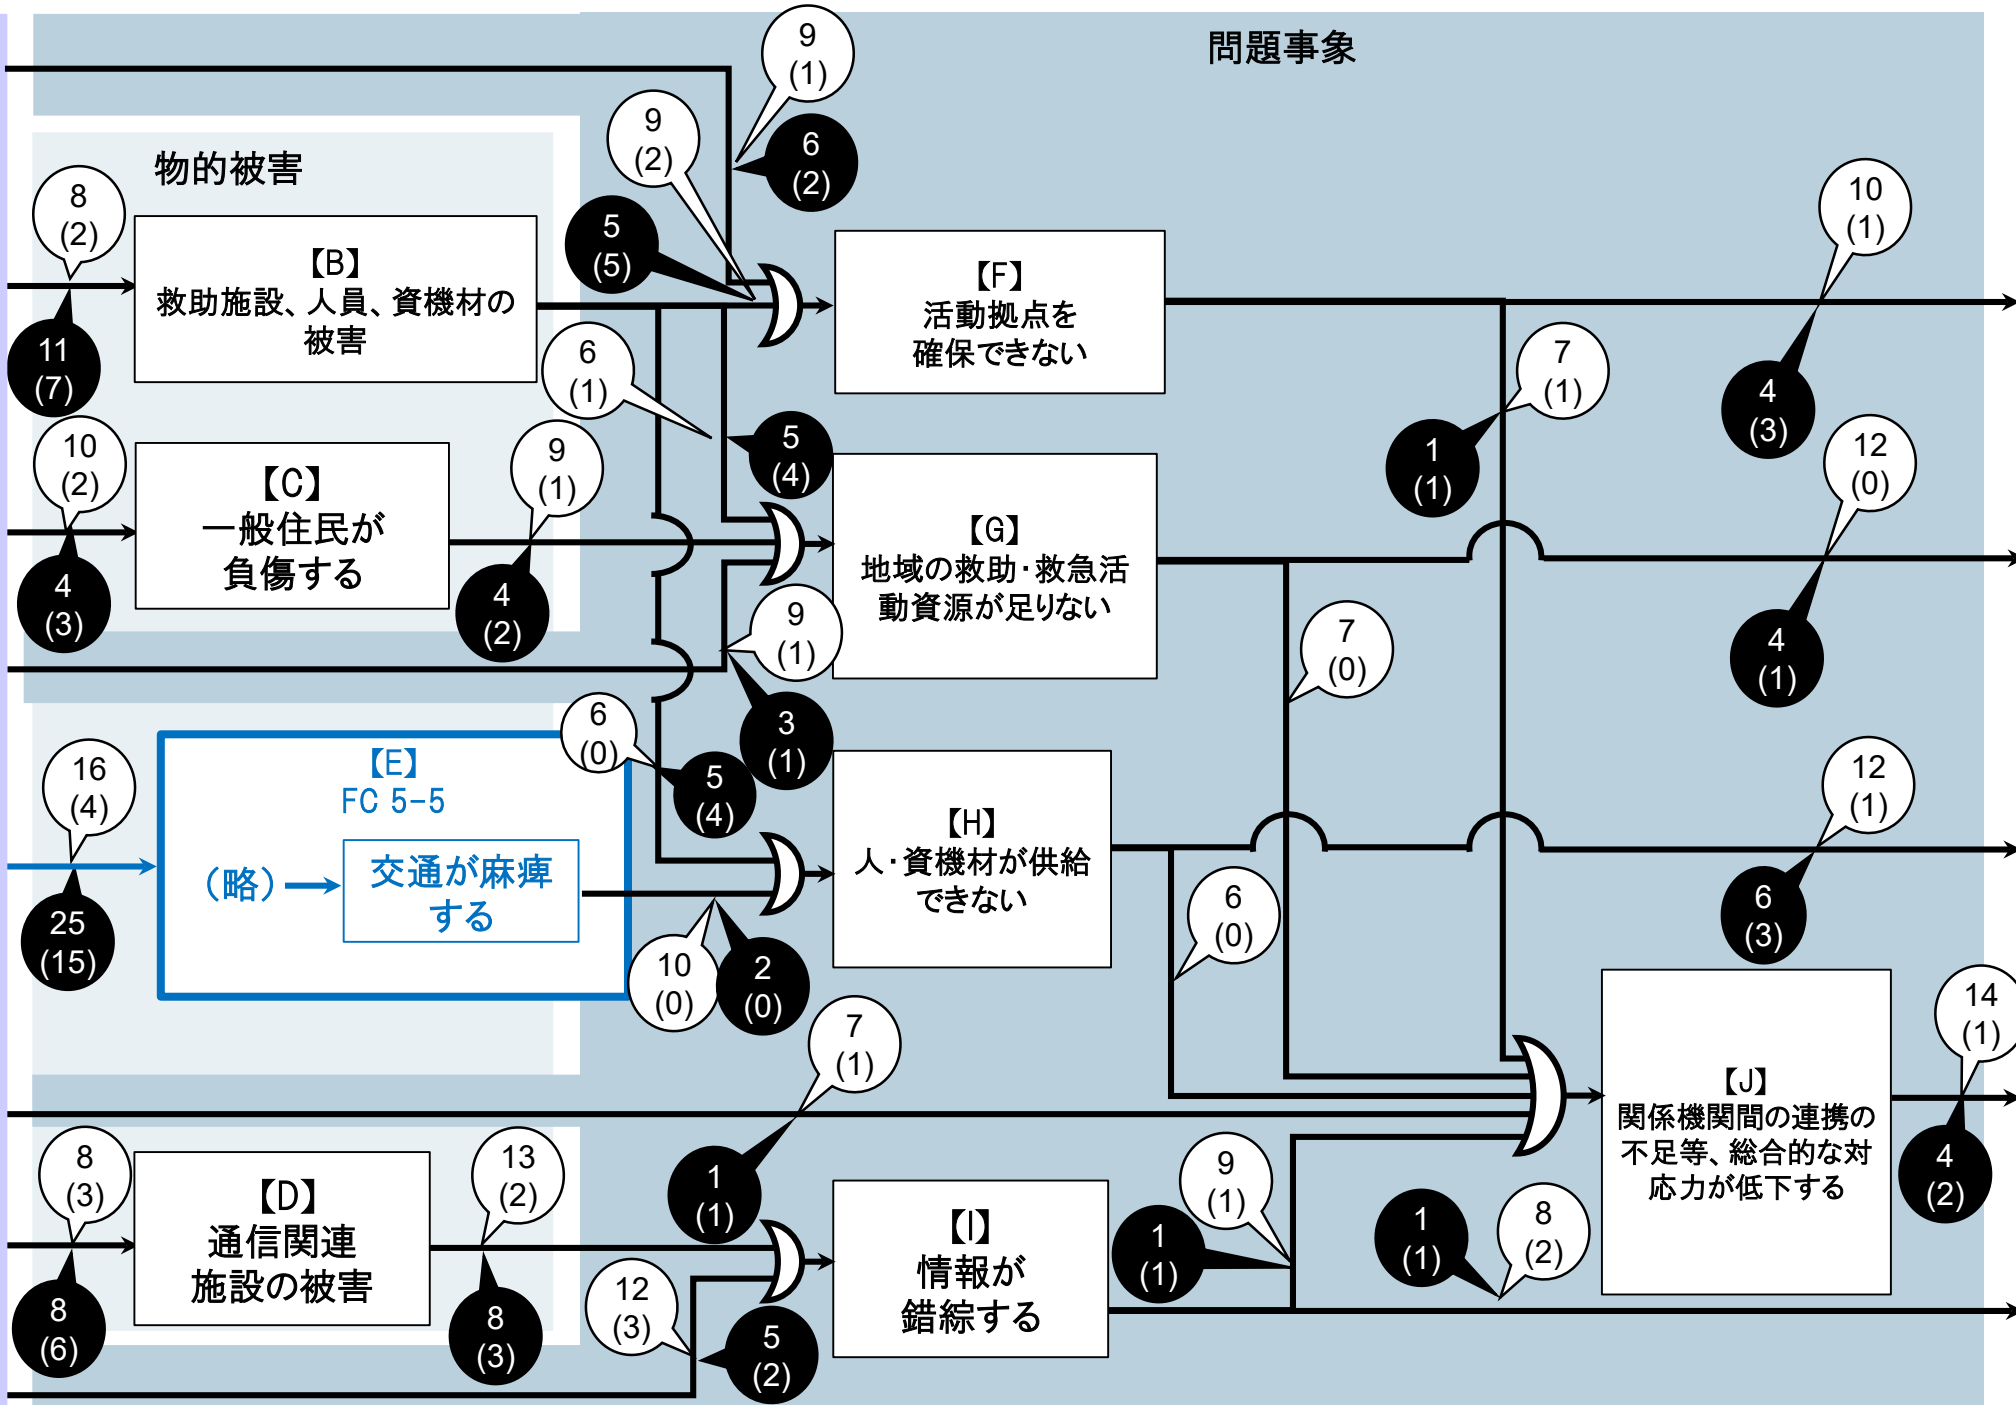 問題事象
9
(1)
9
(2)
6
(2)
物的被害
8
(2)
5
(5)
10
(1)
【B】
救助施設、人員、資機材の
被害
【F】
活動拠点を
確保できない
11
(7)
6
(1)
7
(1)
4
(3)
10
(2)
9
(1)
5
(4)
1
(1)
12
(0)
【C】
一般住民が
負傷する
【G】
地域の救助・救急活
動資源が足りない
4
(3)
4
(2)
9
(1)
7
(0)
4
(1)
6
(0)
3
(1)
16
(4)
【E】
FC 5-5
5
(4)
12
(1)
【H】
人・資機材が供給
できない
(略)
交通が麻痺
する
25
(15)
6
(0)
6
(3)
10
(0)
2
(0)
14
(1)
7
(1)
【J】
関係機関間の連携の
不足等、総合的な対
応力が低下する
8
(3)
13
(2)
1
(1)
9
(1)
4
(2)
【D】
通信関連
施設の被害
【I】
情報が
錯綜する
1
(1)
1
(1)
8
(2)
12
(3)
8
(6)
8
(3)
5
(2)